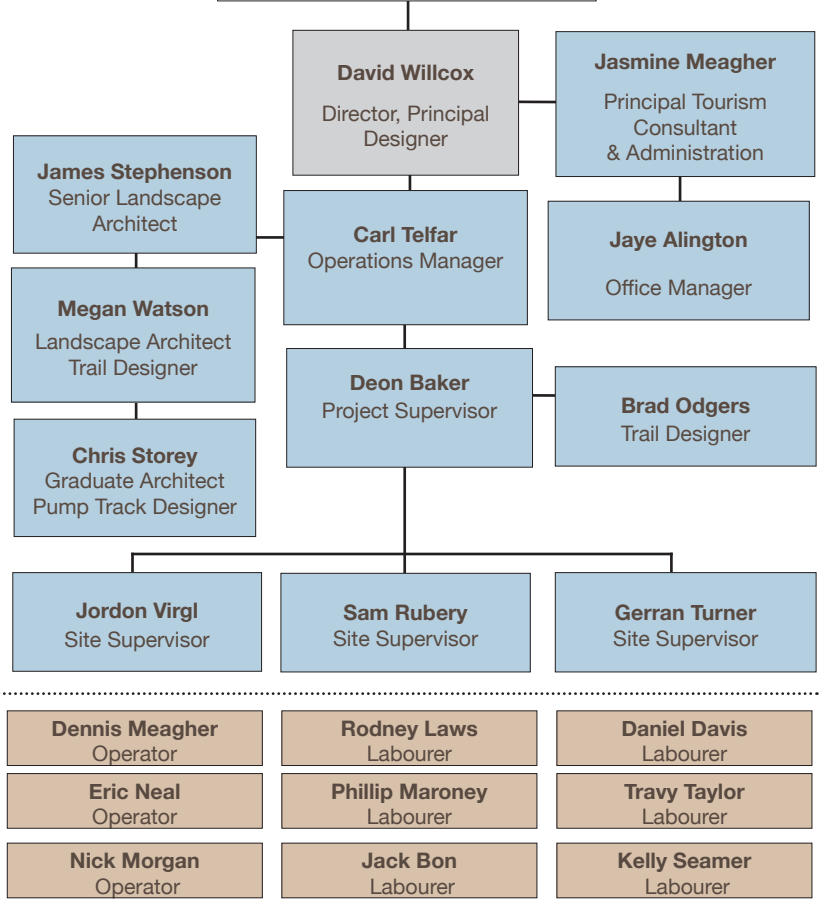 David Willcox
Director, Principal
Designer
Jasmine Meagher
Principal Tourism
Consultant
& Administration
James Stephenson
Senior Landscape
Architect
Carl Telfar
Operations Manager
Jaye Alington
Office Manager
Megan Watson
Landscape Architect
Trail Designer
Deon Baker
Project Supervisor
Brad Odgers
Trail Designer
Chris Storey
Graduate Architect
Pump Track Designer
Jordon Virgl
Site Supervisor
Sam Rubery
Site Supervisor
Gerran Turner
Site Supervisor
Dennis Meagher
Operator
Rodney Laws
Labourer
Daniel Davis
Labourer
Eric Neal
Operator
Phillip Maroney
Labourer
Travy Taylor
Labourer
Nick Morgan
Operator
Jack Bon
Labourer
Kelly Seamer
Labourer